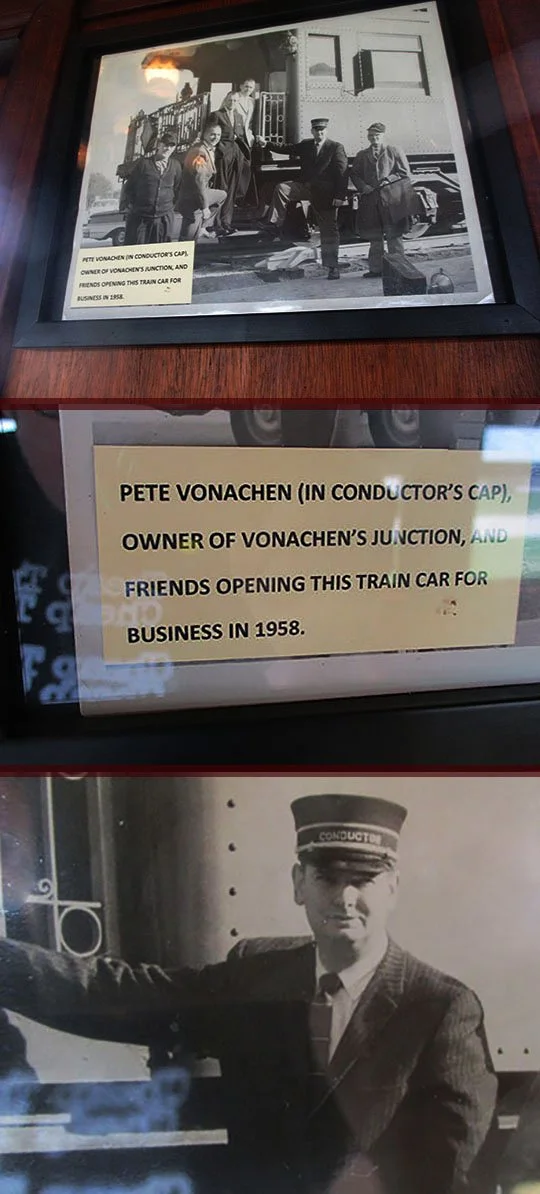 PETE VONACHEN (IN CONDUCTOR'S CAP),
OWNER OF VONACHEN'S JUNCTION, AND
FRIENDS OPENING THIS TRAIN CAR FOR
BUSINESS IN 1958.
PETE VONACHEN (IN CONDUCTOR'S CAP),
OWNER OF VONACHEN'S JUNCTION, AND
FRIENDS OPENING THIS TRAIN CAR FOR
BUSINESS IN 1958.
CONDUCTOR